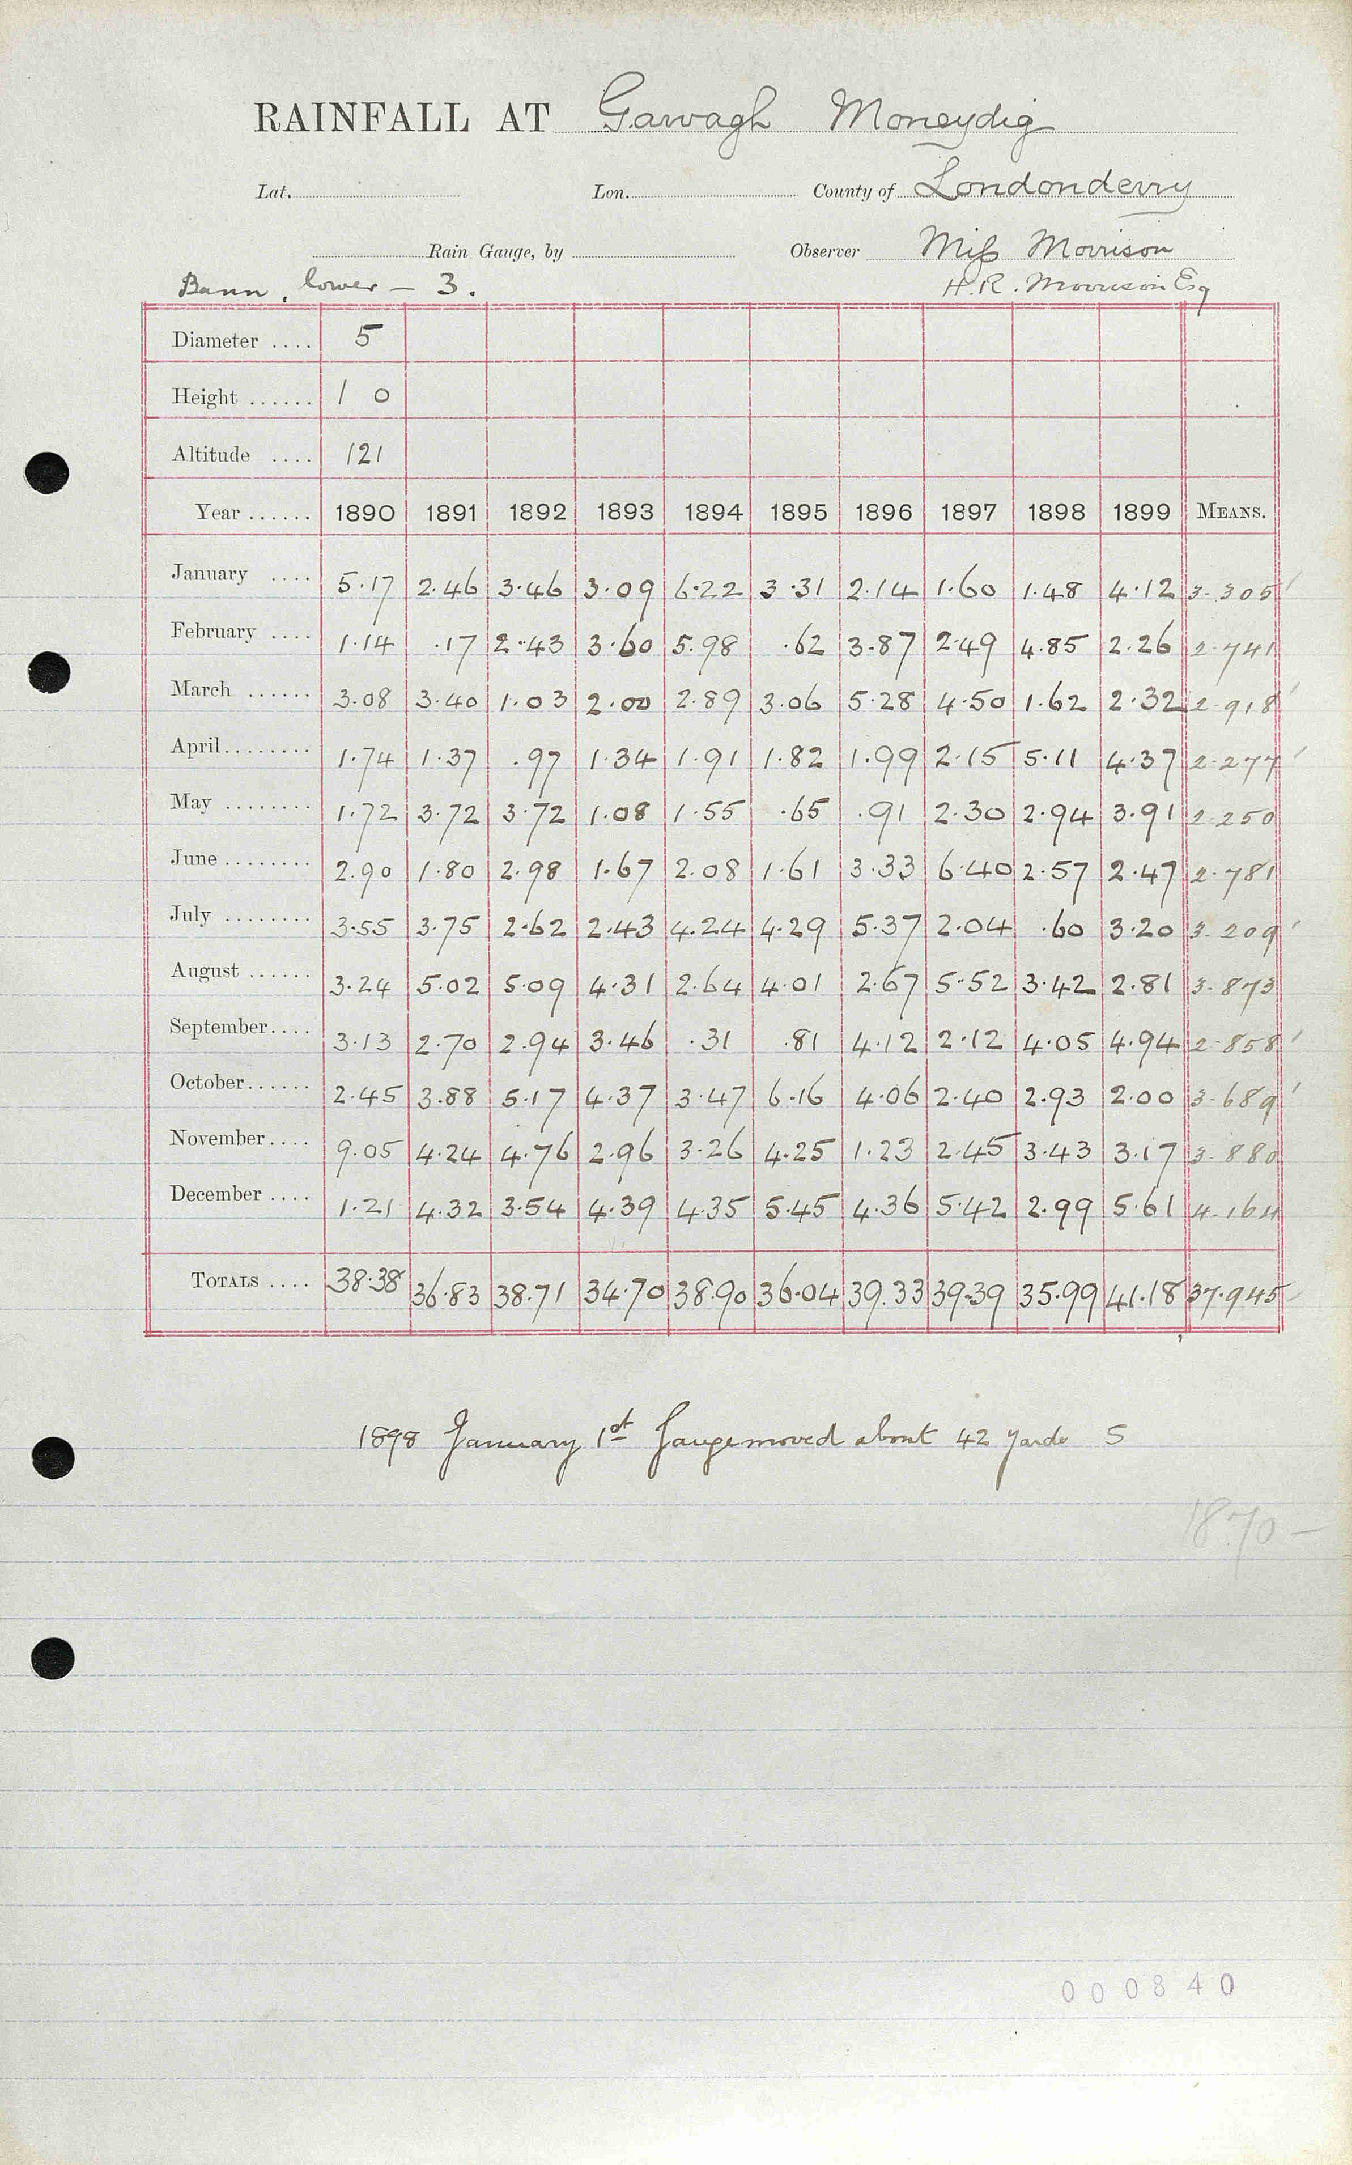 RAINFALL AT Garvagh Moneydig
Lat. Lon. County of Londonderry
Rain Gauge, by Observer Miss Morrison
Bann, lower – 3. H.R. Morrison Esq
Diameter .... 5
Height ...... 1 0
Altitude .... 121
Year ...... 1890 1891 1892 1893 1894 1895 1896 1897 1898 1899 MEANS.
January .... 5.17 2.46 3.46 3.09 6.22 3.31 2.14 1.60 1.48 4.12 3.305
February .... 1.14 .17 2.43 3.60 5.98 .62 3.87 2.49 4.85 2.26 2.741
March ...... 3.08 3.40 1.03 2.00 2.89 3.06 5.28 4.50 1.62 2.32 2.918
April ........ 1.74 1.37 .97 1.34 1.91 1.82 1.99 2.15 5.11 4.37 2.277
May ........ 1.72 3.72 3.72 1.08 1.55 .65 .91 2.30 2.94 3.91 2.250
June ........ 2.90 1.80 2.98 1.67 2.08 1.61 3.33 6.40 2.57 2.47 2.781
July ........ 3.55 3.75 2.62 2.43 4.24 4.29 5.37 2.04 .60 3.20 3.209
August ...... 3.24 5.02 5.09 4.31 2.64 4.01 2.67 5.52 3.42 2.81 3.873
September.... 3.13 2.70 2.94 3.46 .31 .81 4.12 2.12 4.05 4.94 2.858
October...... 2.45 3.88 5.17 4.37 3.47 6.16 4.06 2.40 2.93 2.00 3.689
November.... 9.05 4.24 4.76 2.96 3.26 4.25 1.23 2.45 3.43 3.17 3.880
December .... 1.21 4.32 3.54 4.39 4.35 5.45 4.36 5.42 2.99 5.61 4.164
TOTALS .... 38.38 36.83 38.71 34.70 38.90 36.04 39.33 39.39 35.99 41.18 37.945
1898 January 1st Gauge moved about 42 yards S
1870 –
000840